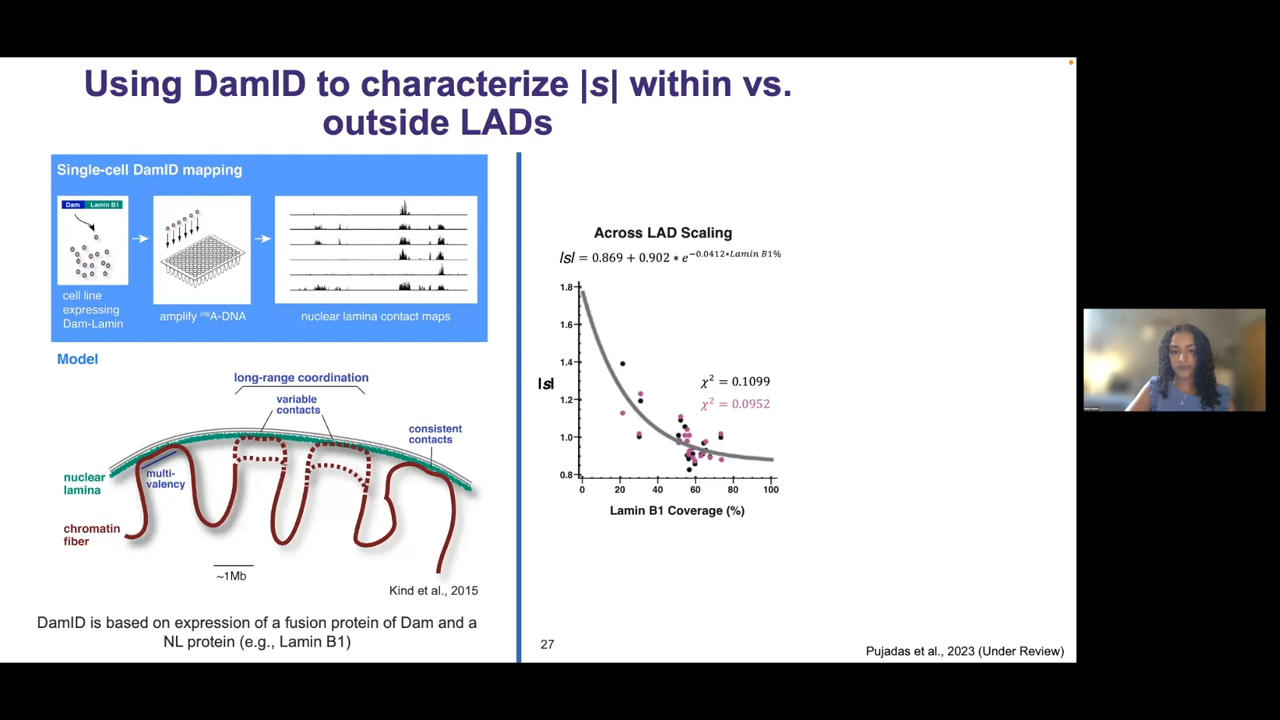 Using DamID to characterize |s| within vs.
outside LADs
Single-cell DamID mapping
Dam Lamin B1
cell line
expressing
Dam-Lamin
amplify m6A-DNA
nuclear lamina contact maps
Model
long-range coordination
variable
contacts
consistent
contacts
nuclear
lamina
multi-
valency
chromatin
fiber
~1Mb
Kind et al., 2015
DamID is based on expression of a fusion protein of Dam and a
NL protein (e.g., Lamin B1)
Across LAD Scaling
|s| = 0.869 + 0.902 * e^−0.0412*Lamin B1%
1.8
1.6
1.4
1.2
1.0
0.8
|s|
χ² = 0.1099
χ² = 0.0952
0 20 40 60 80 100
Lamin B1 Coverage (%)
27
Pujadas et al., 2023 (Under Review)